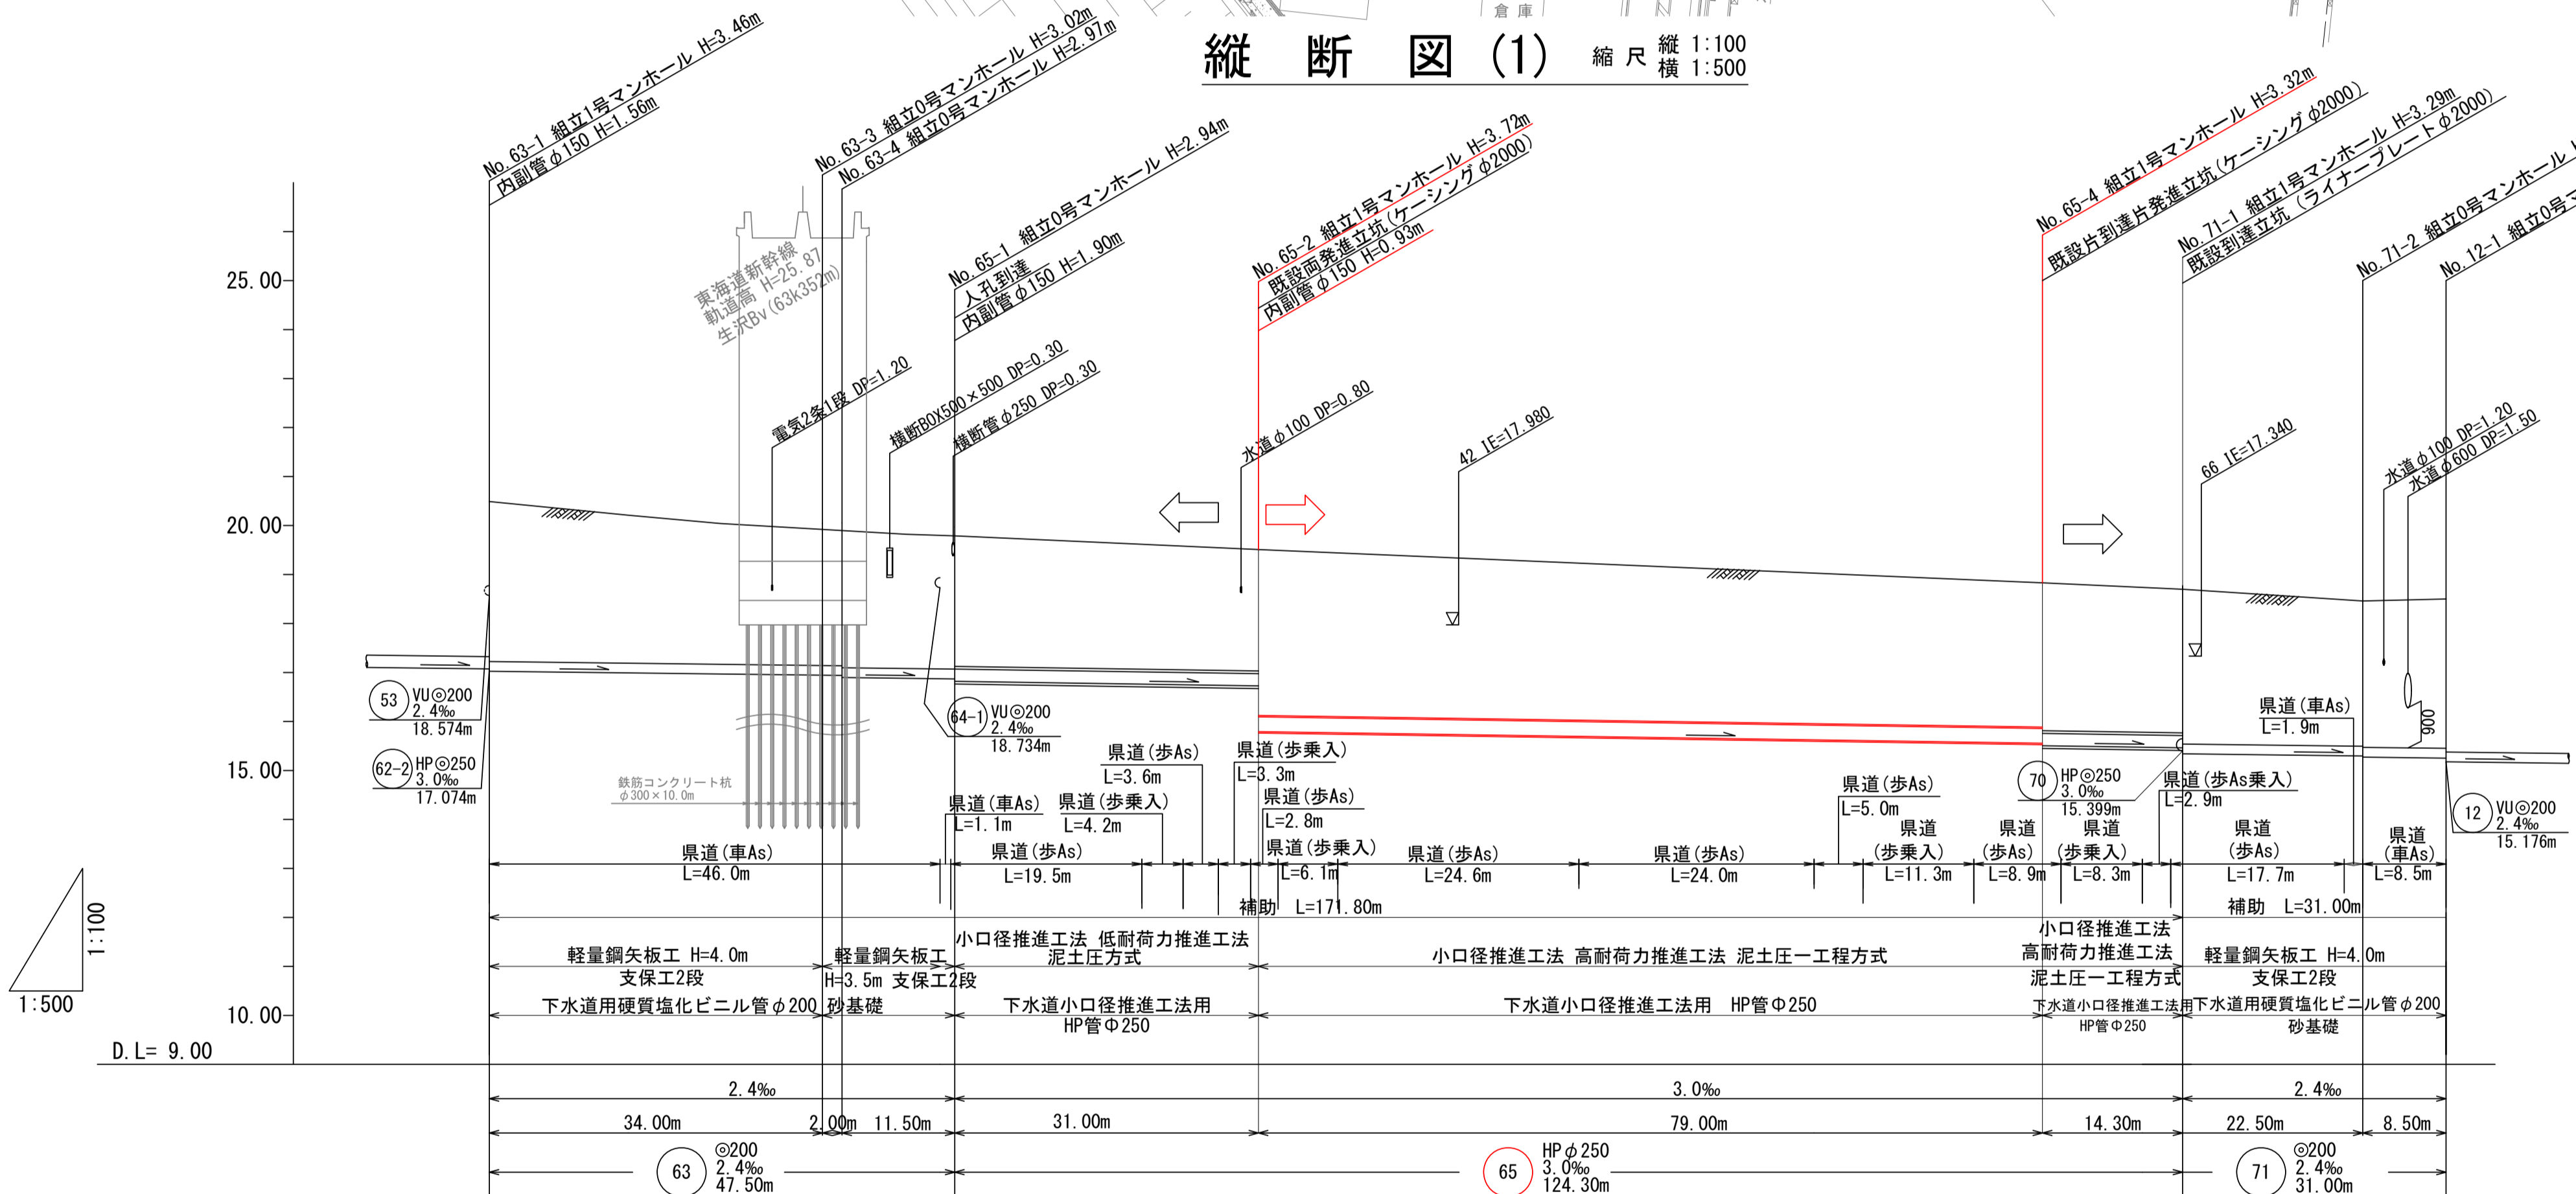 倉庫
縦断図(1) 縮尺 縦 1:100 横 1:500
No.63-1 組立1号マンホール H=3.46m
内副管φ150 H=1.56m
No.63-3 組立0号マンホール H=3.02m
No.63-4 組立0号マンホール H=2.97m
No.65-1 組立0号マンホール H=2.94m
人孔到達
内副管φ150 H=1.90m
No.65-2 組立1号マンホール H=3.72m
既設両発進立坑(ケーシングφ2000)
内副管φ150 H=0.93m
No.65-4 組立1号マンホール H=3.32m
既設片到達片発進立坑(ケーシングφ2000)
No.71-1 組立1号マンホール H=3.29m
既設到達立坑(ライナープレートφ2000)
No.71-2 組立0号マンホール
No.12-1 組立0号
東海道新幹線
軌道高 H=25.87
生沢Bv(63k352m)
電気2条1段 DP=1.20
横断BOX500×500 DP=0.30
横断管φ250 DP=0.30
水道φ100 DP=0.80
42 IE=17.980
66 IE=17.340
水道φ100 DP=1.20
水道φ600 DP=1.50
25.00
20.00
15.00
10.00
D.L= 9.00
1:100
1:500
53 VU◎200
2.4‰
18.574m
62-2 HP◎250
3.0‰
17.074m
64-1 VU◎200
2.4‰
18.734m
70 HP◎250
3.0‰
15.399m
12 VU◎200
2.4‰
15.176m
900
鉄筋コンクリート杭
φ300×10.0m
県道(車As)
L=46.0m
県道(車As)
L=1.1m
県道(歩As)
L=19.5m
県道(歩乗入)
L=4.2m
県道(歩As)
L=3.6m
県道(歩乗入)
L=3.3m
県道(歩As)
L=2.8m
県道(歩乗入)
L=6.1m
県道(歩As)
L=24.6m
県道(歩As)
L=24.0m
県道(歩As)
L=5.0m
県道
(歩乗入)
L=11.3m
県道
(歩As)
L=8.9m
県道
(歩乗入)
L=8.3m
県道(歩As乗入)
L=2.9m
県道
(歩As)
L=17.7m
県道(車As)
L=1.9m
県道
(車As)
L=8.5m
補助 L=171.80m
補助 L=31.00m
軽量鋼矢板工 H=4.0m
支保工2段
軽量鋼矢板工
H=3.5m 支保工2段
小口径推進工法 低耐荷力推進工法
泥土圧方式
小口径推進工法 高耐荷力推進工法 泥土圧一工程方式
小口径推進工法
高耐荷力推進工法
泥土圧一工程方式
軽量鋼矢板工 H=4.0m
支保工2段
下水道用硬質塩化ビニル管φ200 砂基礎
下水道小口径推進工法用
HP管Φ250
下水道小口径推進工法用 HP管Φ250
下水道小口径推進工法用
HP管Φ250
下水道用硬質塩化ビニル管φ200
砂基礎
2.4‰ 3.0‰ 2.4‰
34.00m 2.00m 11.50m 31.00m 79.00m 14.30m 22.50m 8.50m
63 ◎200
2.4‰
47.50m
65 HPφ250
3.0‰
124.30m
71 ◎200
2.4‰
31.00m